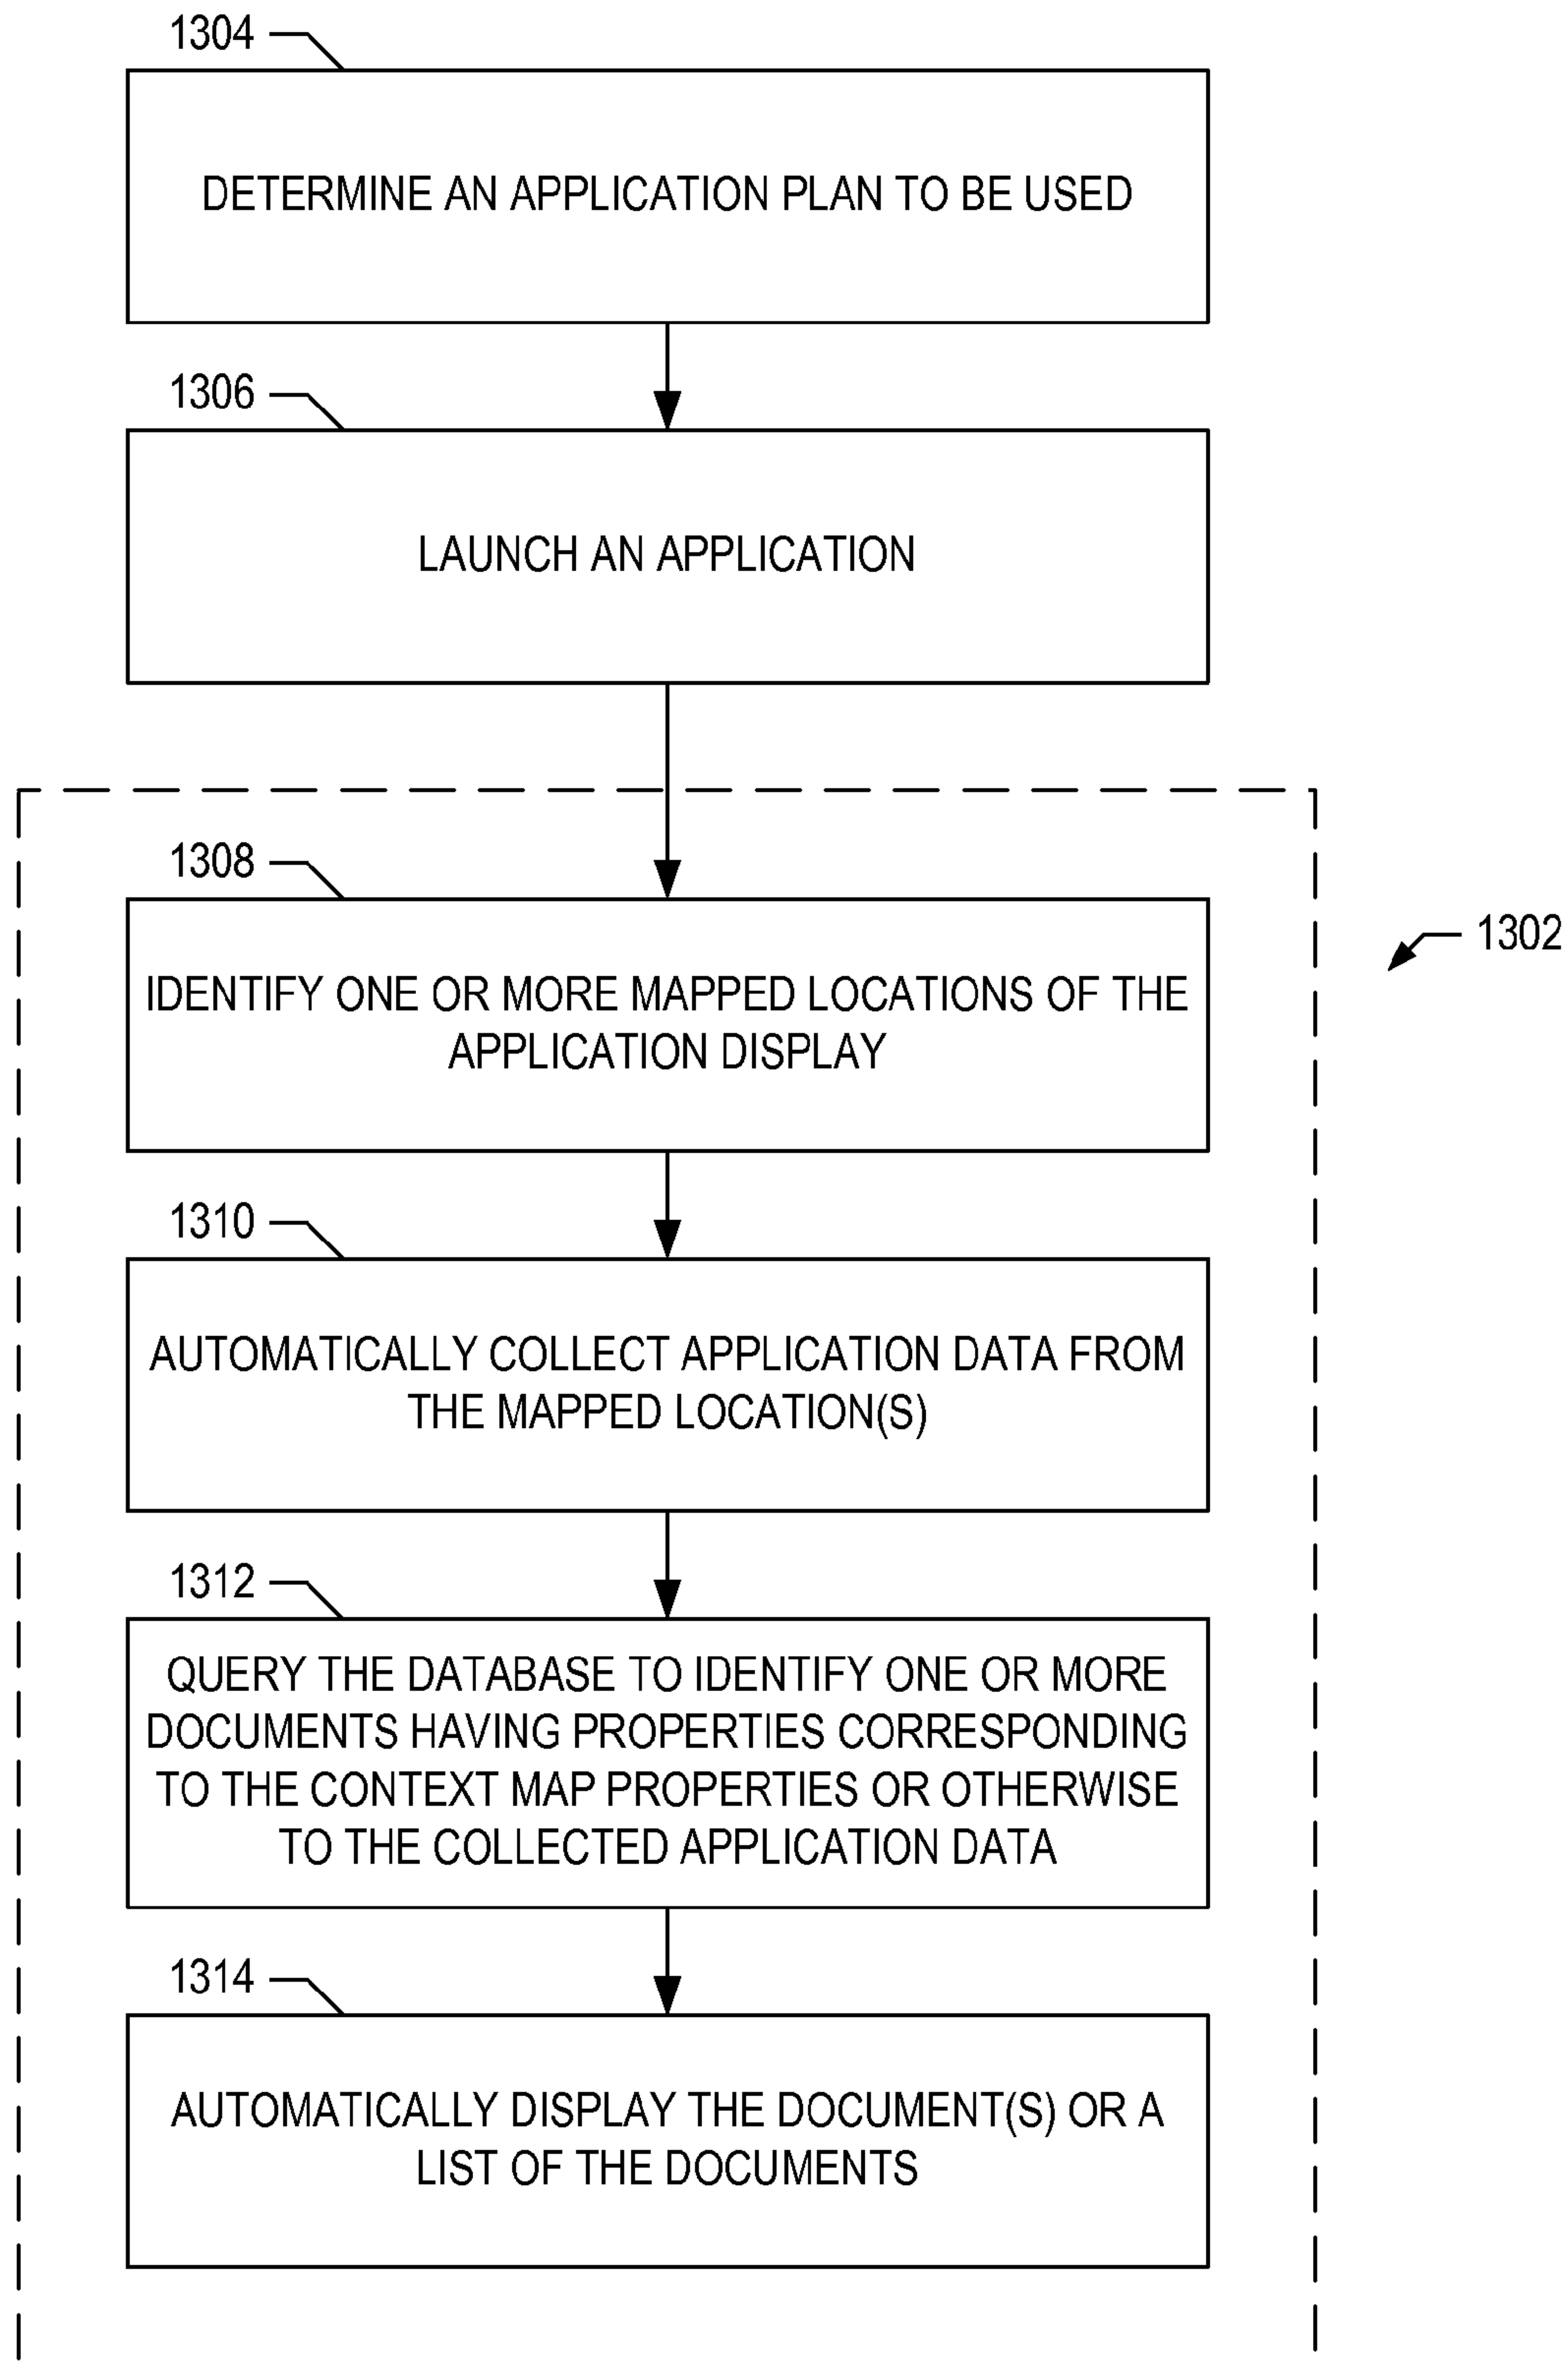 1304
DETERMINE AN APPLICATION PLAN TO BE USED
1306
LAUNCH AN APPLICATION
1308
1302
IDENTIFY ONE OR MORE MAPPED LOCATIONS OF THE
APPLICATION DISPLAY
1310
AUTOMATICALLY COLLECT APPLICATION DATA FROM
THE MAPPED LOCATION(S)
1312
QUERY THE DATABASE TO IDENTIFY ONE OR MORE
DOCUMENTS HAVING PROPERTIES CORRESPONDING
TO THE CONTEXT MAP PROPERTIES OR OTHERWISE
TO THE COLLECTED APPLICATION DATA
1314
AUTOMATICALLY DISPLAY THE DOCUMENT(S) OR A
LIST OF THE DOCUMENTS